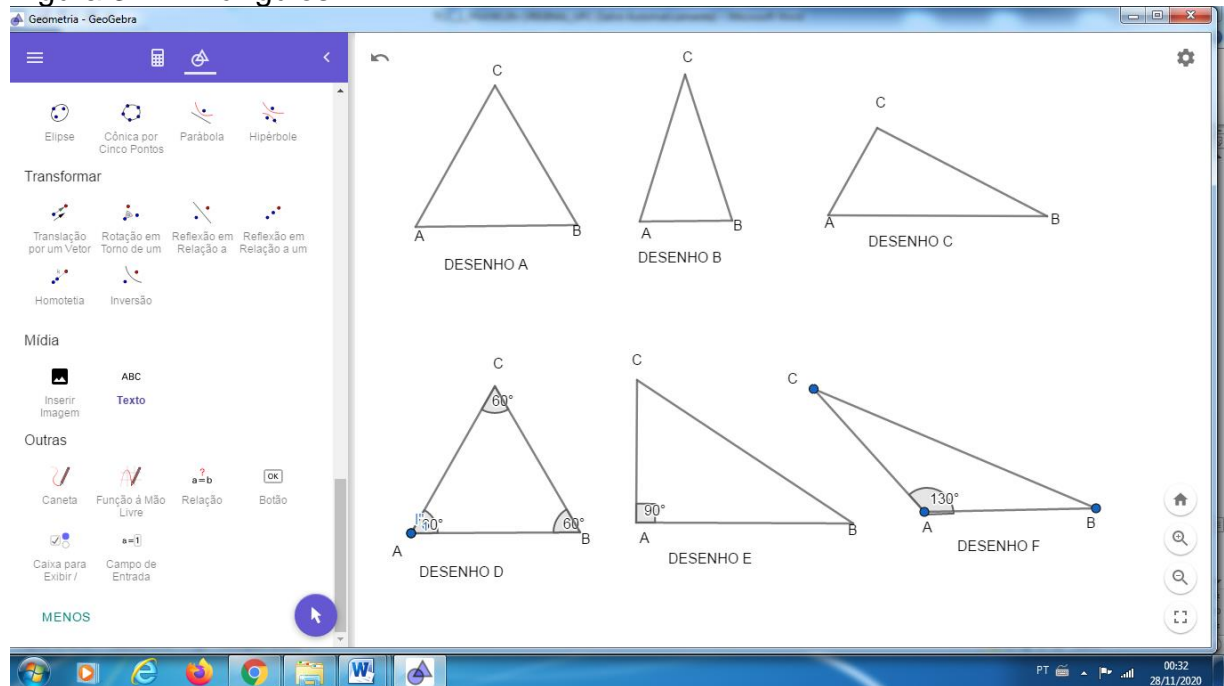 Geometria - GeoGebra
Elipse
Cônica por
Cinco Pontos
Parábola
Hipérbole
Transformar
Translação
por um Vetor
Rotação em
Torno de um
Reflexão em
Relação a
Reflexão em
Relação a um
Homotetia
Inversão
Mídia
ABC
Inserir
Imagem
Texto
Outras
a=b
?
OK
Caneta
Função á Mão
Livre
Relação
Botão
a=1
Caixa para
Exibir /
Campo de
Entrada
MENOS
C
A
B
DESENHO A
C
A
B
DESENHO B
C
A
B
DESENHO C
C
60°
60°
60°
A
B
DESENHO D
C
90°
A
B
DESENHO E
C
130°
A
B
DESENHO F
PT
00:32
28/11/2020